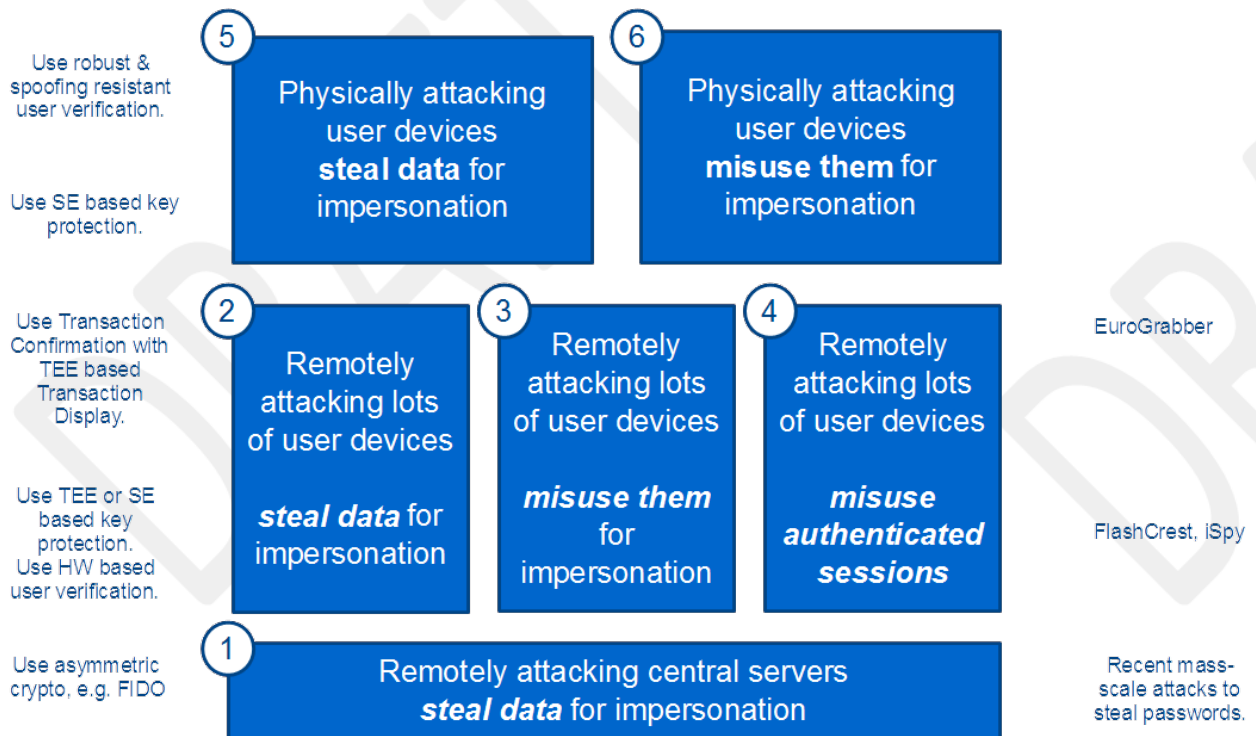 5
6
Use robust &
spoofing resistant
user verification.
Physically attacking
user devices
steal data for
impersonation
Physically attacking
user devices
misuse them for
impersonation
Use SE based key
protection.
2
3
4
Use Transaction
Confirmation with
TEE based
Transaction
Display.
Remotely
attacking lots
of user devices
steal data for
impersonation
Remotely
attacking lots
of user devices
misuse them
for
impersonation
Remotely
attacking lots
of user devices
misuse
authenticated
sessions
EuroGrabber
Use TEE or SE
based key
protection.
Use HW based
user verification.
FlashCrest, iSpy
1
Use asymmetric
crypto, e.g. FIDO
Remotely attacking central servers
steal data for impersonation
Recent mass-
scale attacks to
steal passwords.
DRAFT